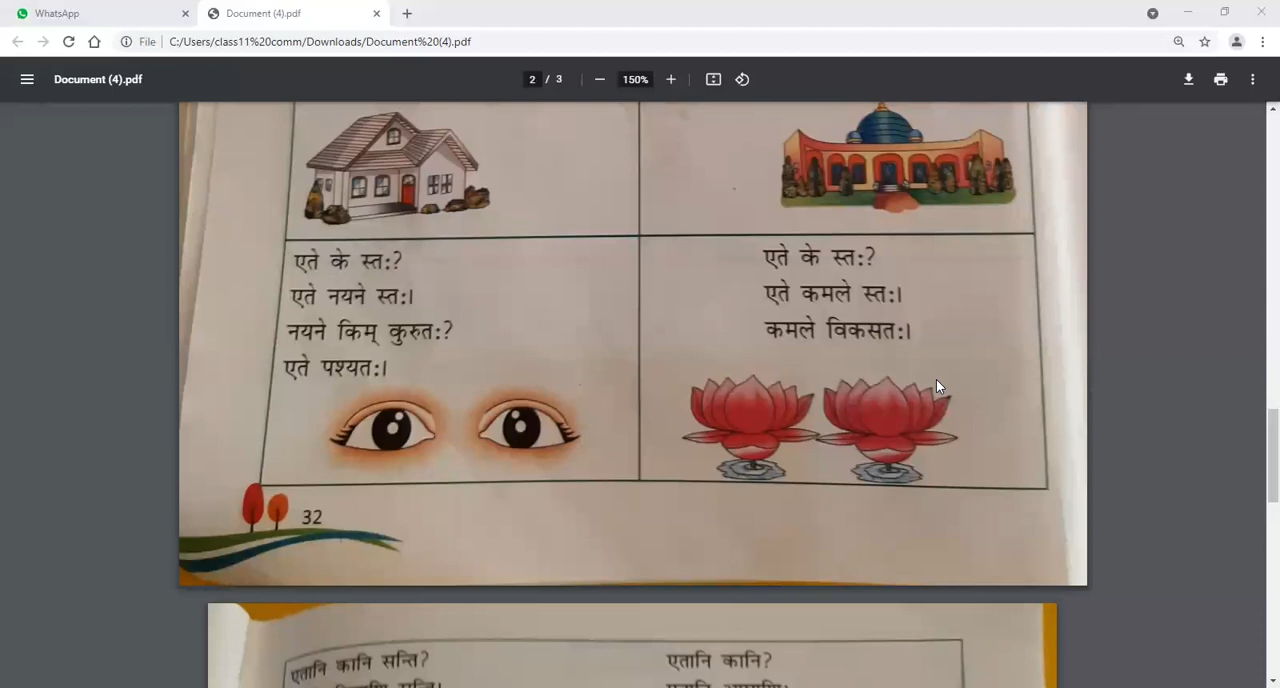 WhatsApp
Document (4).pdf
File
C:/Users/class11%20comm/Downloads/Document%20(4).pdf
Document (4).pdf
2 / 3
150%
एते के स्तः?
एते नयने स्तः।
नयने किम् कुरुतः?
एते पश्यतः।
एते के स्तः?
एते कमले स्तः।
कमले विकसतः।
32
एतानि कानि सन्ति?
एतानि कानि?